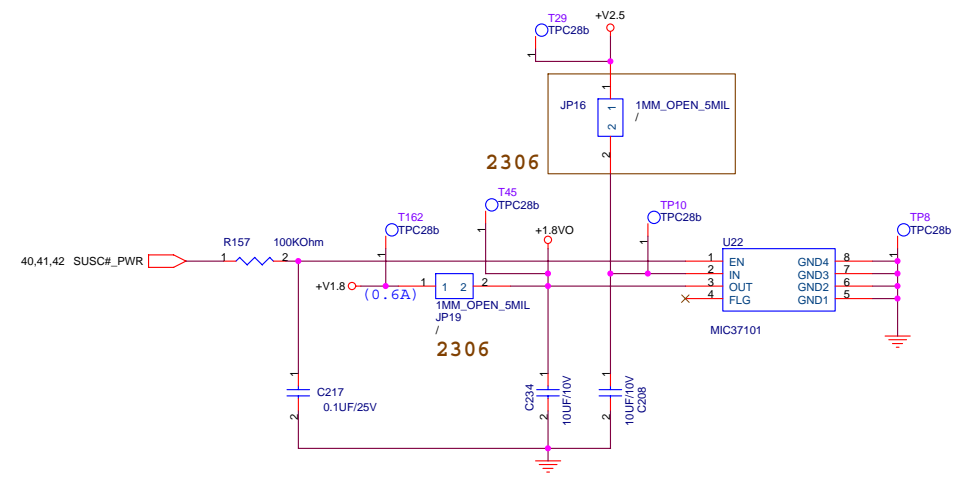 T29
TPC28b
1
+V2.5
1
JP16
1
2
1MM_OPEN_5MIL
/
2
2306
T45
TPC28b
1
T162
TPC28b
1
+1.8VO
TP10
TPC28b
1
TP8
TPC28b
1
40,41,42 SUSC#_PWR
R157
1
2
100KOhm
+V1.8
(0.6A)
1
1 2
2
1MM_OPEN_5MIL
JP19
/
2306
U22
1 EN GND4 8
2 IN GND3 7
3 OUT GND2 6
4 FLG GND1 5
MIC37101
1
C217
0.1UF/25V
2
1
C234
10UF/10V
2
1
10UF/10V
C208
2